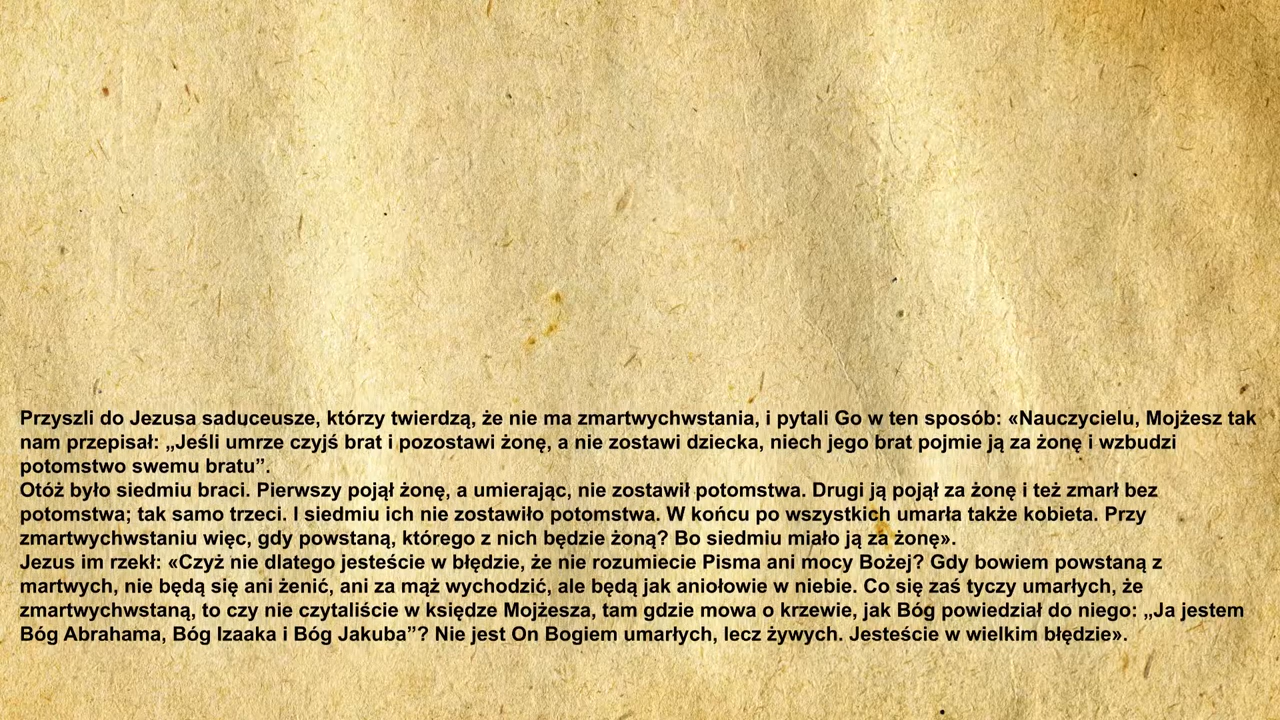 Przyszli do Jezusa saduceusze, którzy twierdzą, że nie ma zmartwychwstania, i pytali Go w ten sposób: «Nauczycielu, Mojżesz tak
nam przepisał: „Jeśli umrze czyjś brat i pozostawi żonę, a nie zostawi dziecka, niech jego brat pojmie ją za żonę i wzbudzi
potomstwo swemu bratu”.
Otóż było siedmiu braci. Pierwszy pojął żonę, a umierając, nie zostawił potomstwa. Drugi ją pojął za żonę i też zmarł bez
potomstwa; tak samo trzeci. I siedmiu ich nie zostawiło potomstwa. W końcu po wszystkich umarła także kobieta. Przy
zmartwychwstaniu więc, gdy powstaną, którego z nich będzie żoną? Bo siedmiu miało ją za żonę».
Jezus im rzekł: «Czyż nie dlatego jesteście w błędzie, że nie rozumiecie Pisma ani mocy Bożej? Gdy bowiem powstaną z
martwych, nie będą się ani żenić, ani za mąż wychodzić, ale będą jak aniołowie w niebie. Co się zaś tyczy umarłych, że
zmartwychwstaną, to czy nie czytaliście w księdze Mojżesza, tam gdzie mowa o krzewie, jak Bóg powiedział do niego: „Ja jestem
Bóg Abrahama, Bóg Izaaka i Bóg Jakuba”? Nie jest On Bogiem umarłych, lecz żywych. Jesteście w wielkim błędzie».